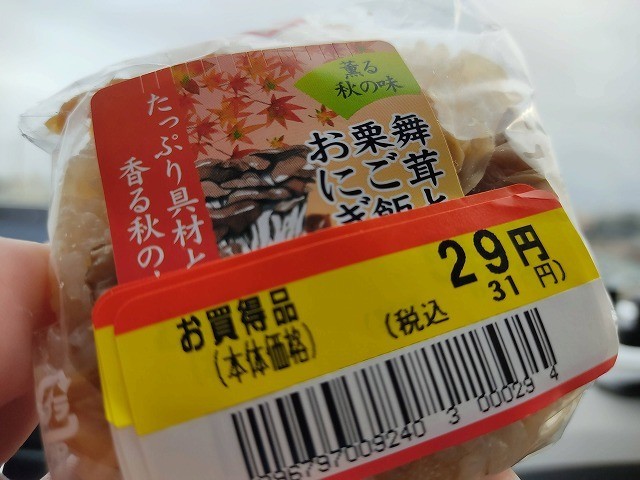 薫る
秋の味
舞茸と
栗ご飯
おにぎ
たっぷり具材と
香る秋の
お買得品
(本体価格)
29円
(税込 31円)
3 00029 4